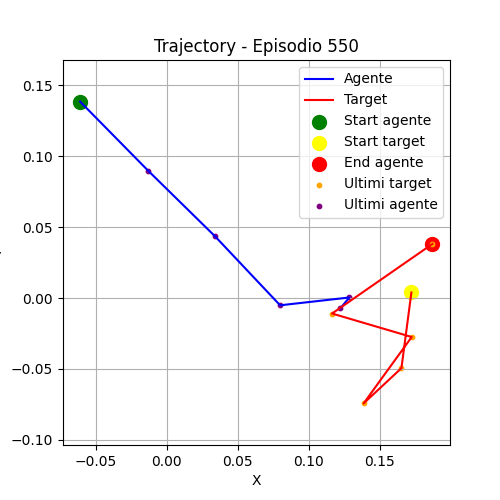 Trajectory - Episodio 550
Agente
Target
Start agente
Start target
End agente
Ultimi target
Ultimi agente
0.15
0.10
0.05
0.00
−0.05
−0.10
−0.05
0.00
0.05
0.10
0.15
X